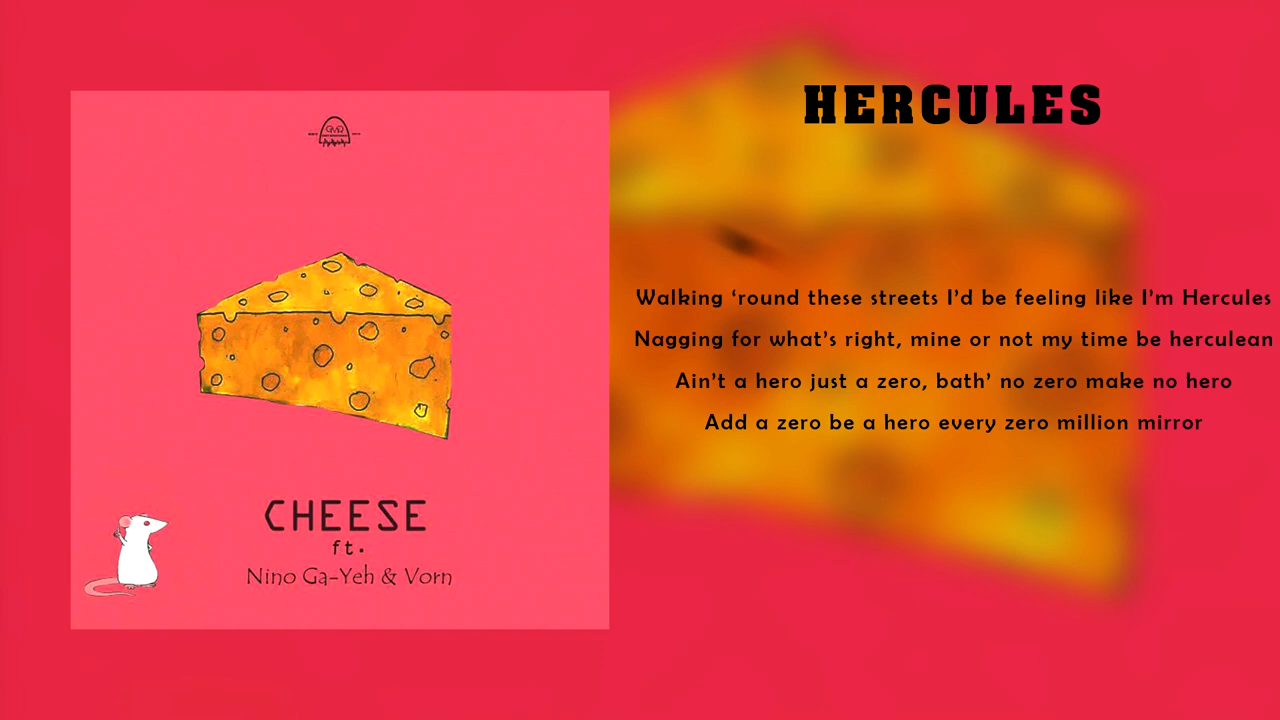 GMΩ
CHEESE
ft.
Nino Ga-Yeh & Vorn
HERCULES
Walking ‘round these streets I’d be feeling like I’m Hercules
Nagging for what’s right, mine or not my time be herculean
Ain’t a hero just a zero, bath’ no zero make no hero
Add a zero be a hero every zero million mirror